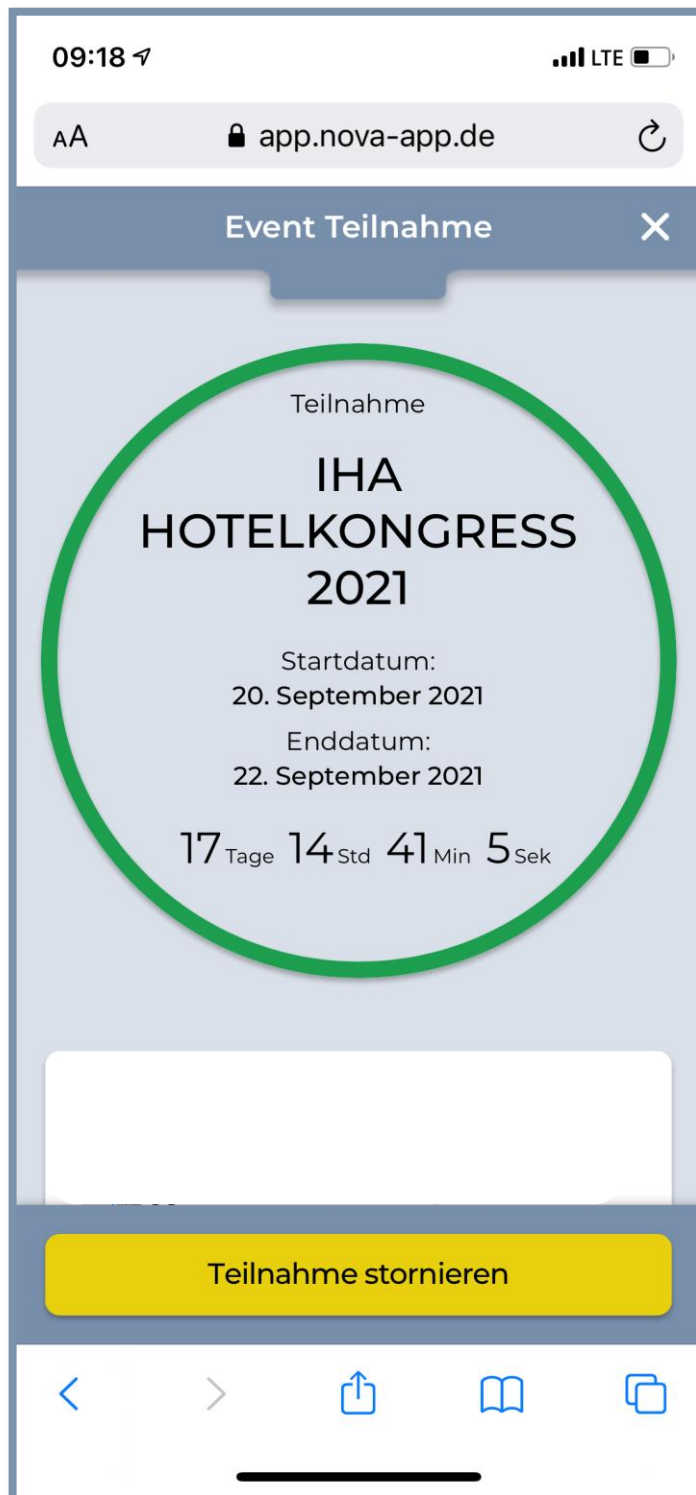 09:18
LTE
AA
app.nova-app.de
Event Teilnahme
Teilnahme
IHA
HOTELKONGRESS
2021
Startdatum:
20. September 2021
Enddatum:
22. September 2021
17 Tage 14 Std 41 Min 5 Sek
Teilnahme stornieren